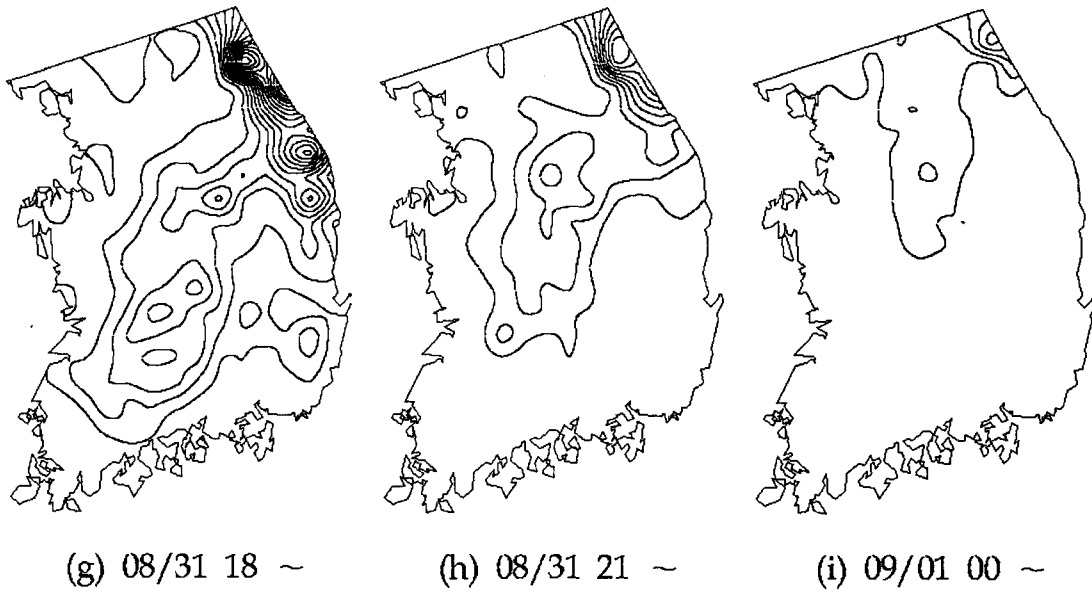 (g) 08/31 18 ~
(h) 08/31 21 ~
(i) 09/01 00 ~